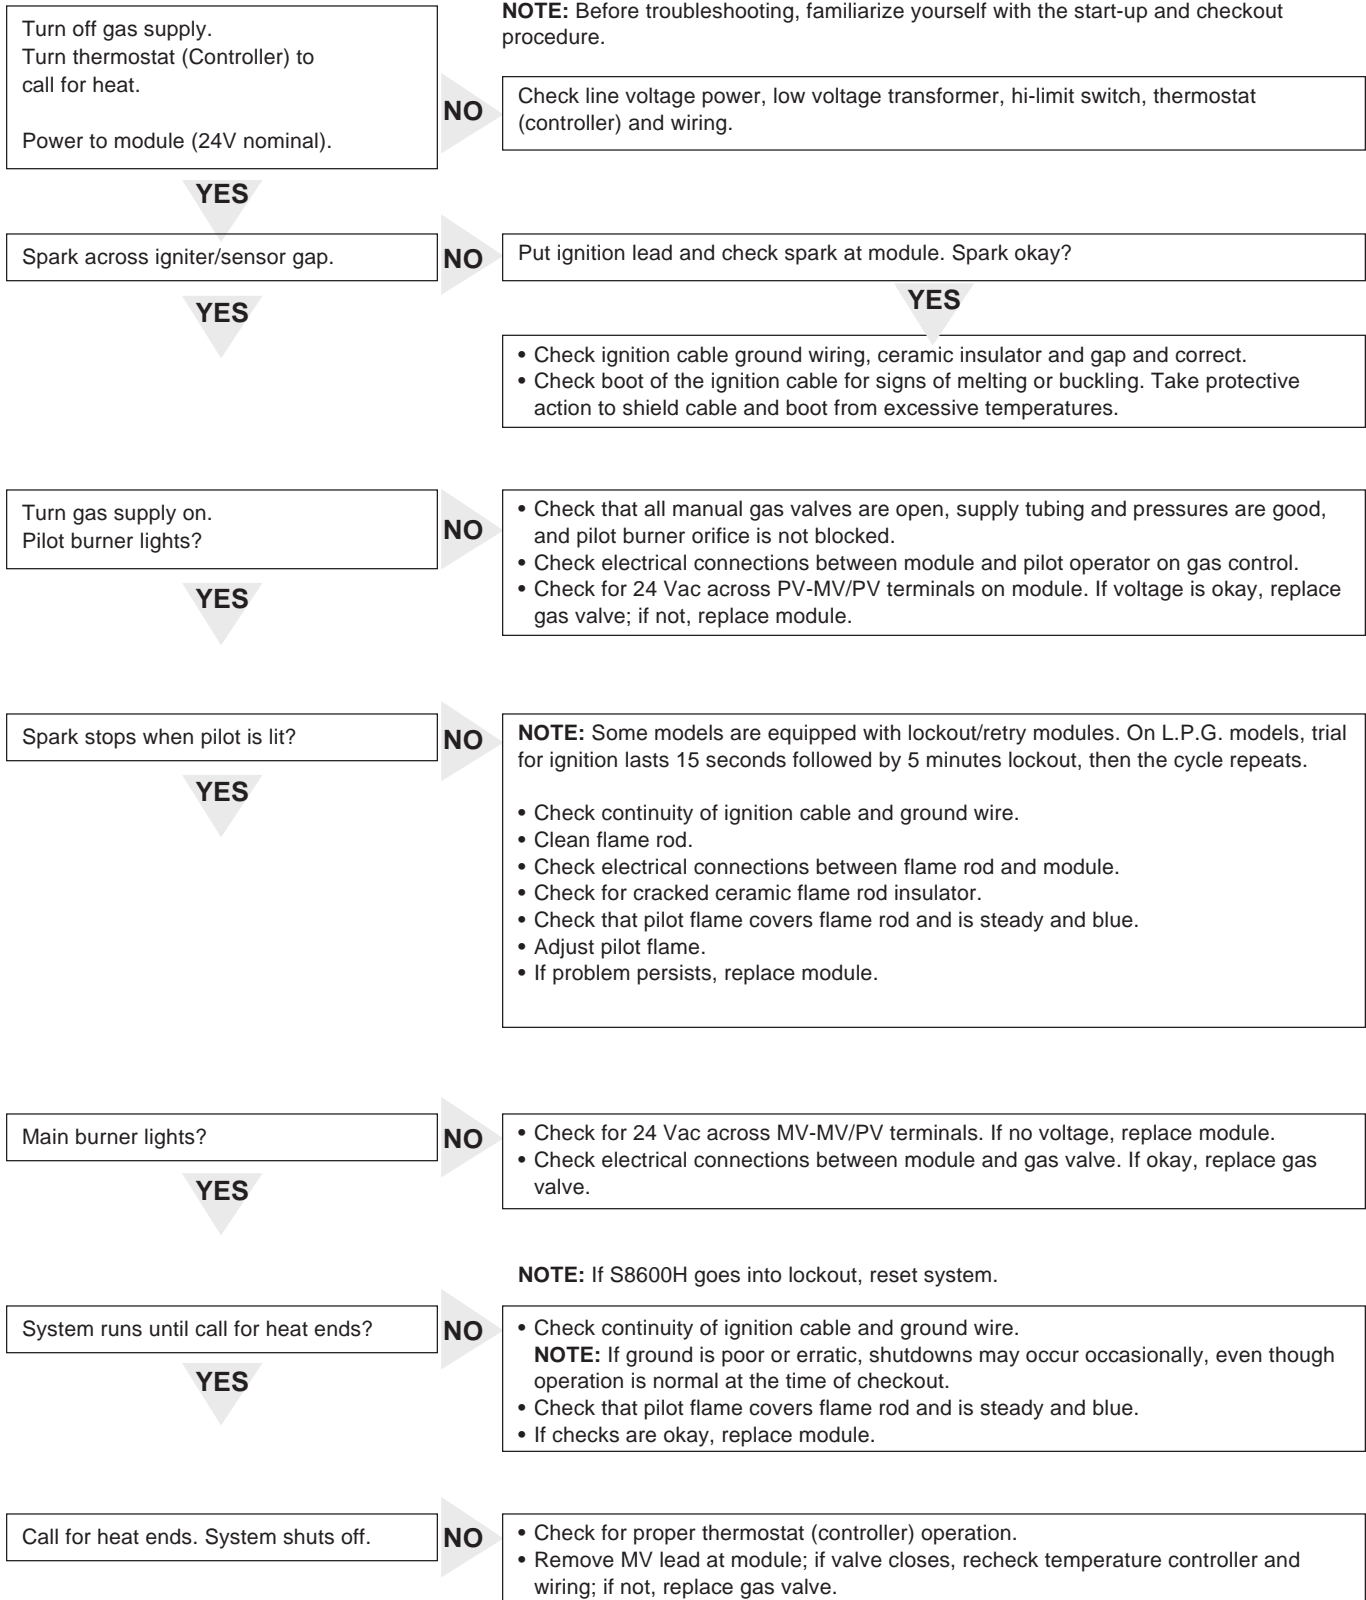 NOTE: Before troubleshooting, familiarize yourself with the start-up and checkout
procedure.
Turn off gas supply.
Turn thermostat (Controller) to
call for heat.
Power to module (24V nominal).
NO
Check line voltage power, low voltage transformer, hi-limit switch, thermostat
(controller) and wiring.
YES
Spark across igniter/sensor gap.
NO
Put ignition lead and check spark at module. Spark okay?
YES
YES
• Check ignition cable ground wiring, ceramic insulator and gap and correct.
• Check boot of the ignition cable for signs of melting or buckling. Take protective
action to shield cable and boot from excessive temperatures.
Turn gas supply on.
Pilot burner lights?
NO
• Check that all manual gas valves are open, supply tubing and pressures are good,
and pilot burner orifice is not blocked.
• Check electrical connections between module and pilot operator on gas control.
• Check for 24 Vac across PV-MV/PV terminals on module. If voltage is okay, replace
gas valve; if not, replace module.
YES
Spark stops when pilot is lit?
NO
NOTE: Some models are equipped with lockout/retry modules. On L.P.G. models, trial
for ignition lasts 15 seconds followed by 5 minutes lockout, then the cycle repeats.
• Check continuity of ignition cable and ground wire.
• Clean flame rod.
• Check electrical connections between flame rod and module.
• Check for cracked ceramic flame rod insulator.
• Check that pilot flame covers flame rod and is steady and blue.
• Adjust pilot flame.
• If problem persists, replace module.
YES
Main burner lights?
NO
• Check for 24 Vac across MV-MV/PV terminals. If no voltage, replace module.
• Check electrical connections between module and gas valve. If okay, replace gas
valve.
YES
NOTE: If S8600H goes into lockout, reset system.
System runs until call for heat ends?
NO
• Check continuity of ignition cable and ground wire.
NOTE: If ground is poor or erratic, shutdowns may occur occasionally, even though
operation is normal at the time of checkout.
• Check that pilot flame covers flame rod and is steady and blue.
• If checks are okay, replace module.
YES
Call for heat ends. System shuts off.
NO
• Check for proper thermostat (controller) operation.
• Remove MV lead at module; if valve closes, recheck temperature controller and
wiring; if not, replace gas valve.